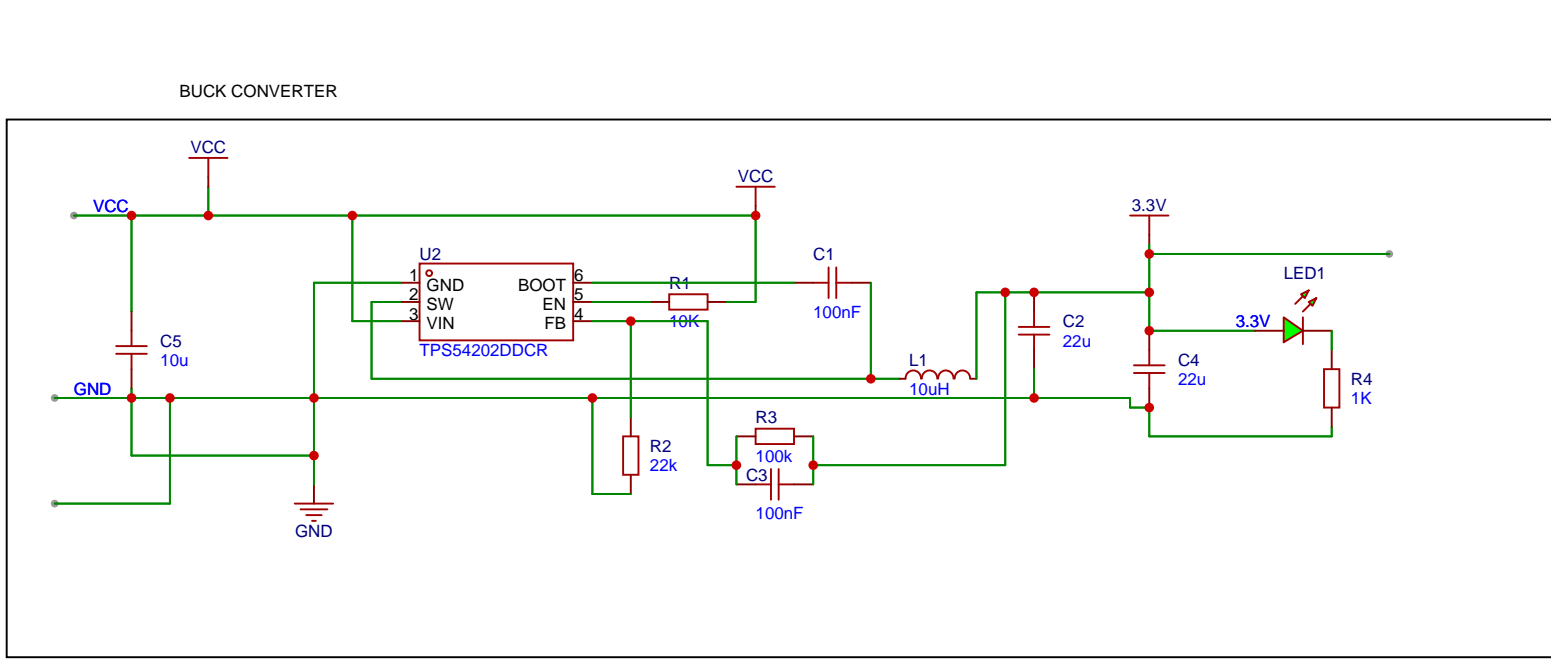 BUCK CONVERTER
VCC
VCC
VCC
3.3V
U2
C1
LED1
1
GND
BOOT
6
R1
2
SW
EN
5
100nF
3
VIN
FB
4
10K
3.3V
C2
22u
TPS54202DDCR
C5
10u
L1
10uH
C4
22u
GND
R4
1K
R3
100k
R2
22k
C3
100nF
GND